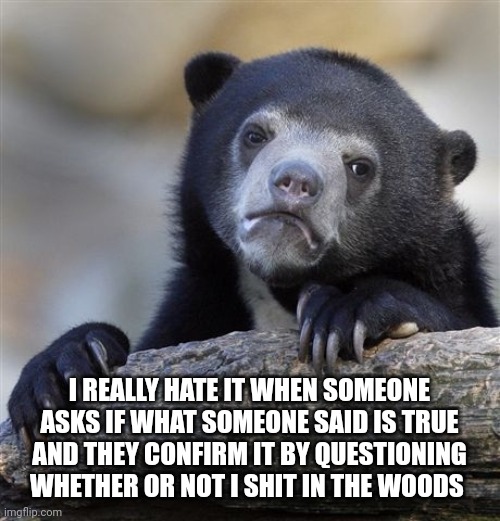 I REALLY HATE IT WHEN SOMEONE
ASKS IF WHAT SOMEONE SAID IS TRUE
AND THEY CONFIRM IT BY QUESTIONING
WHETHER OR NOT I SHIT IN THE WOODS
imgflip.com